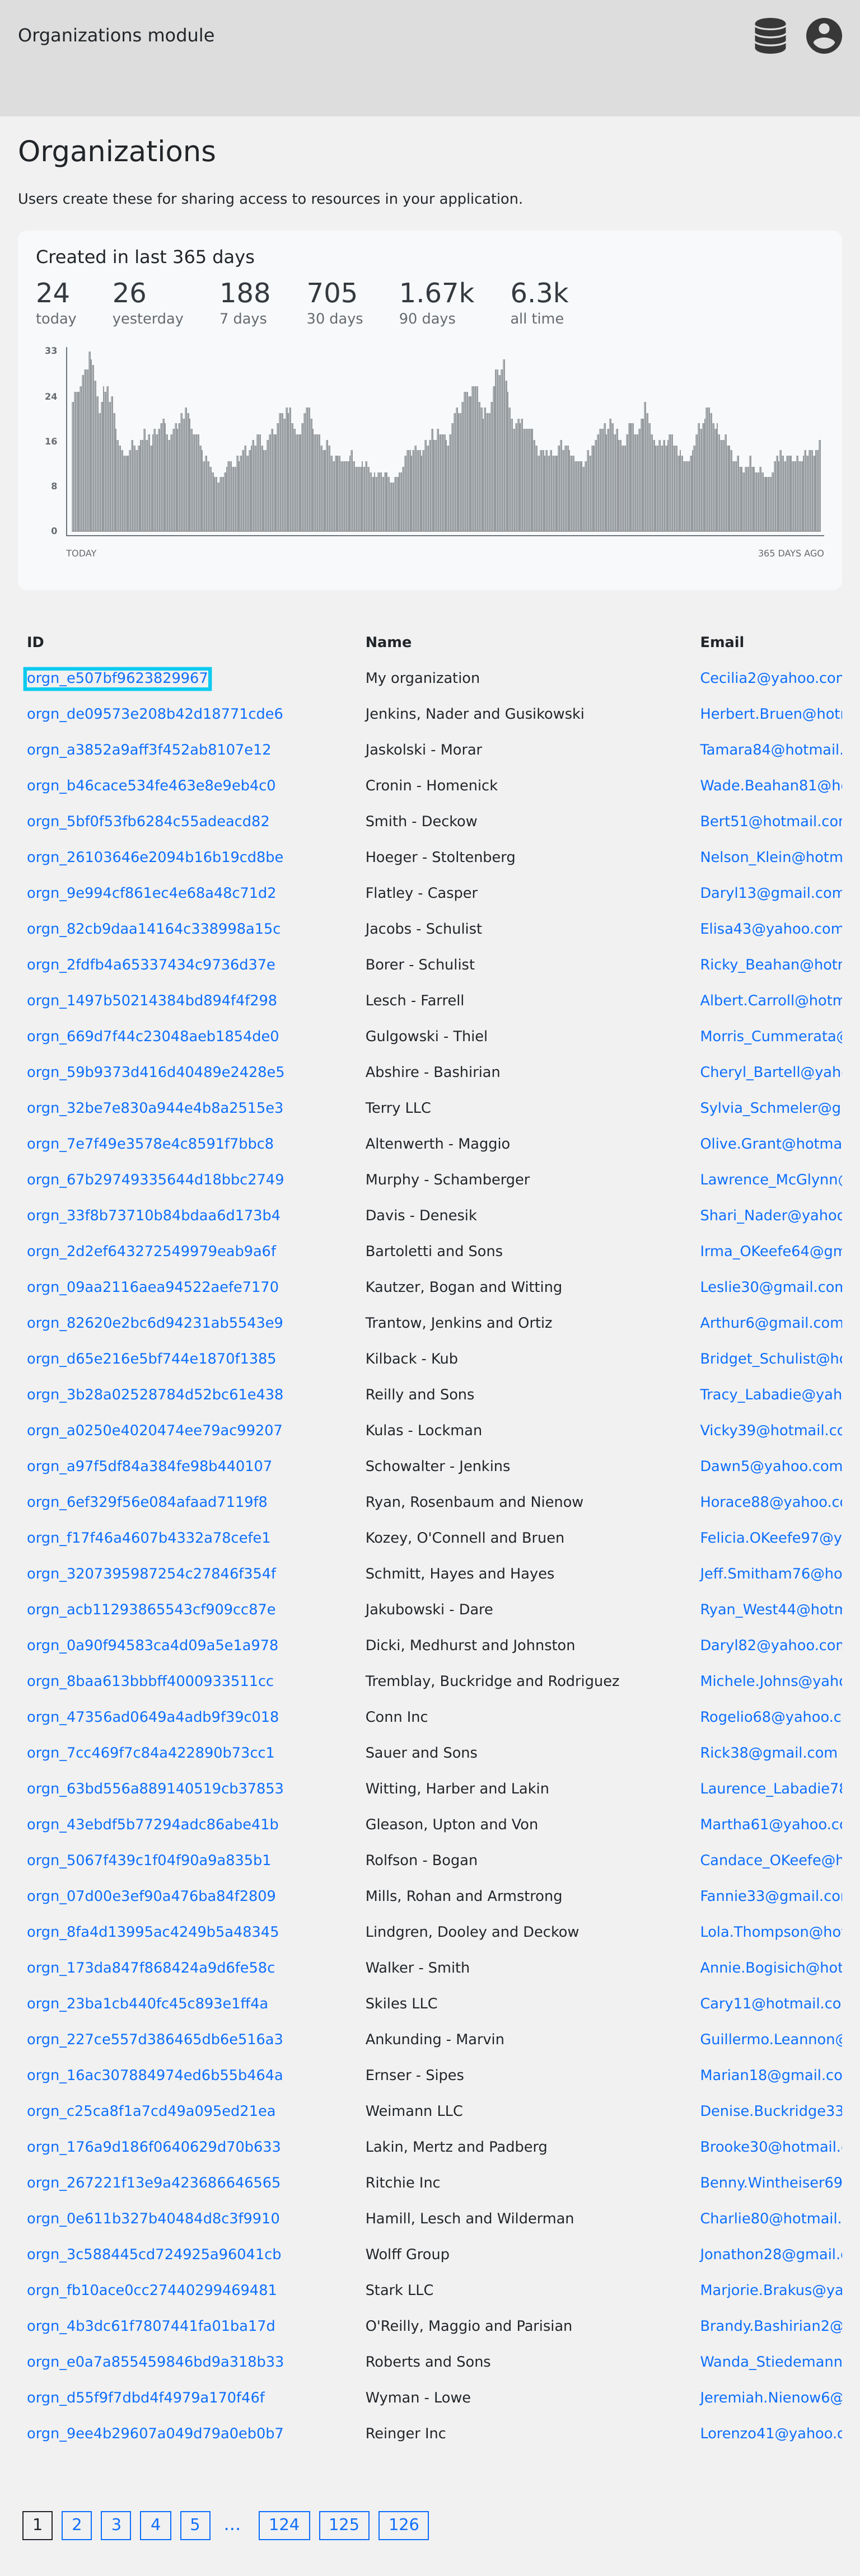 Organizations module
Organizations
Users create these for sharing access to resources in your application.
Created in last 365 days
24 26 188 705 1.67k 6.3k
today yesterday 7 days 30 days 90 days all time
33
24
16
8
0
TODAY 365 DAYS AGO
ID Name Email
orgn_e507bf9623829967 My organization Cecilia2@yahoo.com
orgn_de09573e208b42d18771cde6 Jenkins, Nader and Gusikowski Herbert.Bruen@hotm
orgn_a3852a9aff3f452ab8107e12 Jaskolski - Morar Tamara84@hotmail.
orgn_b46cace534fe463e8e9eb4c0 Cronin - Homenick Wade.Beahan81@ho
orgn_5bf0f53fb6284c55adeacd82 Smith - Deckow Bert51@hotmail.com
orgn_26103646e2094b16b19cd8be Hoeger - Stoltenberg Nelson_Klein@hotm
orgn_9e994cf861ec4e68a48c71d2 Flatley - Casper Daryl13@gmail.com
orgn_82cb9daa14164c338998a15c Jacobs - Schulist Elisa43@yahoo.com
orgn_2fdfb4a65337434c9736d37e Borer - Schulist Ricky_Beahan@hotm
orgn_1497b50214384bd894f4f298 Lesch - Farrell Albert.Carroll@hotm
orgn_669d7f44c23048aeb1854de0 Gulgowski - Thiel Morris_Cummerata@
orgn_59b9373d416d40489e2428e5 Abshire - Bashirian Cheryl_Bartell@yah
orgn_32be7e830a944e4b8a2515e3 Terry LLC Sylvia_Schmeler@g
orgn_7e7f49e3578e4c8591f7bbc8 Altenwerth - Maggio Olive.Grant@hotma
orgn_67b29749335644d18bbc2749 Murphy - Schamberger Lawrence_McGlynn@
orgn_33f8b73710b84bdaa6d173b4 Davis - Denesik Shari_Nader@yahoo
orgn_2d2ef643272549979eab9a6f Bartoletti and Sons Irma_OKeefe64@gm
orgn_09aa2116aea94522aefe7170 Kautzer, Bogan and Witting Leslie30@gmail.com
orgn_82620e2bc6d94231ab5543e9 Trantow, Jenkins and Ortiz Arthur6@gmail.com
orgn_d65e216e5bf744e1870f1385 Kilback - Kub Bridget_Schulist@ho
orgn_3b28a02528784d52bc61e438 Reilly and Sons Tracy_Labadie@yah
orgn_a0250e4020474ee79ac99207 Kulas - Lockman Vicky39@hotmail.co
orgn_a97f5df84a384fe98b440107 Schowalter - Jenkins Dawn5@yahoo.com
orgn_6ef329f56e084afaad7119f8 Ryan, Rosenbaum and Nienow Horace88@yahoo.co
orgn_f17f46a4607b4332a78cefe1 Kozey, O'Connell and Bruen Felicia.OKeefe97@y
orgn_3207395987254c27846f354f Schmitt, Hayes and Hayes Jeff.Smitham76@ho
orgn_acb11293865543cf909cc87e Jakubowski - Dare Ryan_West44@hotm
orgn_0a90f94583ca4d09a5e1a978 Dicki, Medhurst and Johnston Daryl82@yahoo.com
orgn_8baa613bbbff4000933511cc Tremblay, Buckridge and Rodriguez Michele.Johns@yaho
orgn_47356ad0649a4adb9f39c018 Conn Inc Rogelio68@yahoo.c
orgn_7cc469f7c84a422890b73cc1 Sauer and Sons Rick38@gmail.com
orgn_63bd556a889140519cb37853 Witting, Harber and Lakin Laurence_Labadie78
orgn_43ebdf5b77294adc86abe41b Gleason, Upton and Von Martha61@yahoo.co
orgn_5067f439c1f04f90a9a835b1 Rolfson - Bogan Candace_OKeefe@h
orgn_07d00e3ef90a476ba84f2809 Mills, Rohan and Armstrong Fannie33@gmail.com
orgn_8fa4d13995ac4249b5a48345 Lindgren, Dooley and Deckow Lola.Thompson@hot
orgn_173da847f868424a9d6fe58c Walker - Smith Annie.Bogisich@hot
orgn_23ba1cb440fc45c893e1ff4a Skiles LLC Cary11@hotmail.co
orgn_227ce557d386465db6e516a3 Ankunding - Marvin Guillermo.Leannon@
orgn_16ac307884974ed6b55b464a Ernser - Sipes Marian18@gmail.co
orgn_c25ca8f1a7cd49a095ed21ea Weimann LLC Denise.Buckridge33
orgn_176a9d186f0640629d70b633 Lakin, Mertz and Padberg Brooke30@hotmail.
orgn_267221f13e9a423686646565 Ritchie Inc Benny.Wintheiser69
orgn_0e611b327b40484d8c3f9910 Hamill, Lesch and Wilderman Charlie80@hotmail.
orgn_3c588445cd724925a96041cb Wolff Group Jonathon28@gmail.
orgn_fb10ace0cc27440299469481 Stark LLC Marjorie.Brakus@ya
orgn_4b3dc61f7807441fa01ba17d O'Reilly, Maggio and Parisian Brandy.Bashirian2@
orgn_e0a7a855459846bd9a318b33 Roberts and Sons Wanda_Stiedemann
orgn_d55f9f7dbd4f4979a170f46f Wyman - Lowe Jeremiah.Nienow6@
orgn_9ee4b29607a049d79a0eb0b7 Reinger Inc Lorenzo41@yahoo.c
1 2 3 4 5 ... 124 125 126